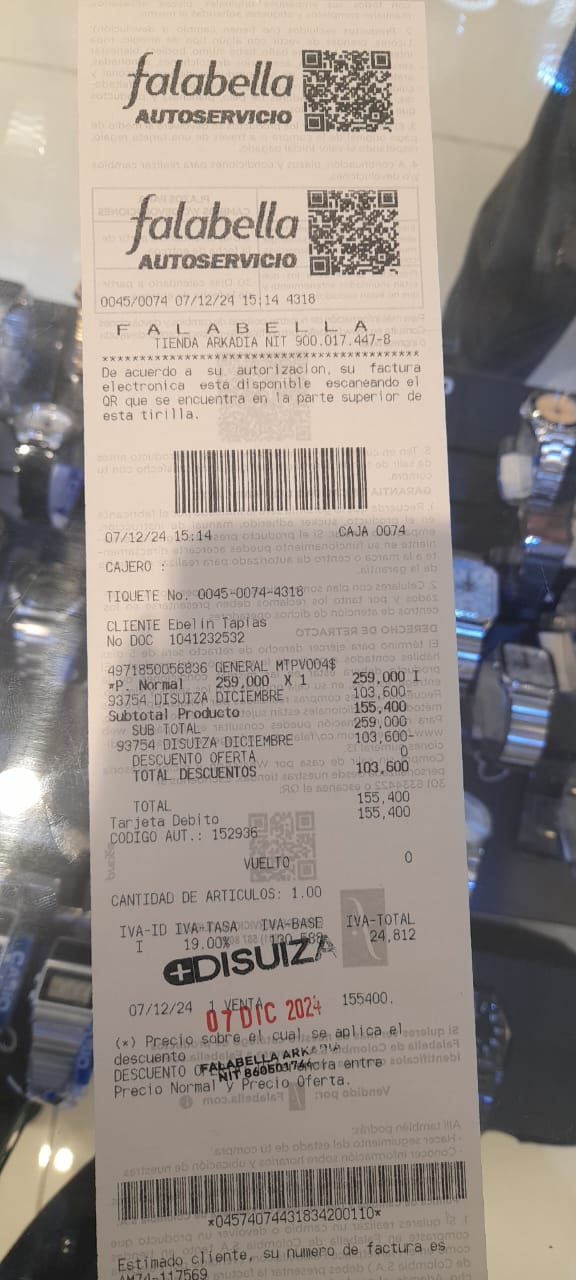 falabella
AUTOSERVICIO
falabella
AUTOSERVICIO
0045/0074 07/12/24 15:14 4318
F A L A B E L L A
TIENDA ARKADIA NIT 900.017.447-8
De acuerdo a su autorizacion, su factura
electronica esta disponible escaneando el
QR que se encuentra en la parte superior de
esta tirilla.
07/12/24 15:14 CAJA 0074
CAJERO :
TIQUETE No. 0045-0074-4318
CLIENTE Ebelin Tapias
No DOC 1041232532
4971850056836 GENERAL MTPV004$
*P. Normal 259,000 X 1 259,000 I
93754 DISUIZA DICIEMBRE 103,600-
Subtotal Producto 155,400
SUB TOTAL 259,000
93754 DISUIZA DICIEMBRE 103,600-
DESCUENTO OFERTA 0
TOTAL DESCUENTOS 103,600
TOTAL 155,400
Tarjeta Debito 155,400
CODIGO AUT.: 152936
VUELTO 0
CANTIDAD DE ARTICULOS: 1.00
IVA-ID IVA-TASA IVA-BASE IVA-TOTAL
I 19.00% 130,588 24,812
DISUIZA
07/12/24 1 VENTA 155400.
07 DIC 2024
(*) Precio sobre el cual se aplica el
descuento
FALABELLA ARKADIA
DESCUENTO entre
NIT 860501744
Precio Normal y Precio Oferta.
*04574074431834200110*
Estimado cliente, su numero de factura es
AM74-117569